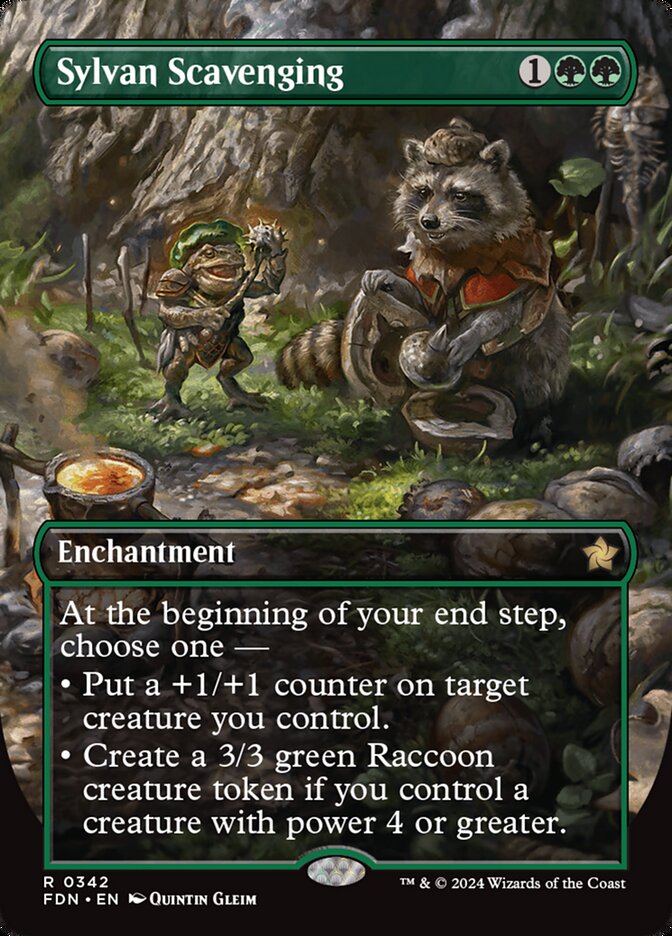 Sylvan Scavenging 1
Enchantment
At the beginning of your end step,
choose one —
• Put a +1/+1 counter on target
creature you control.
• Create a 3/3 green Raccoon
creature token if you control a
creature with power 4 or greater.
R 0342
FDN • EN Quintin Gleim
™ & © 2024 Wizards of the Coast